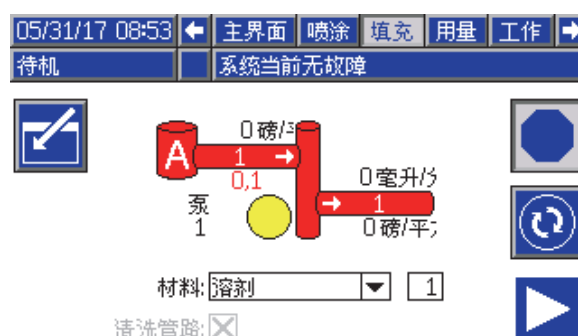 05/31/17 08:53 主界面 喷涂 填充 用量 工作
待机 系统当前无故障
0 磅/平
A 1
0,1
0 毫升/分
泵 1
1 0 磅/平方
材料: 溶剂 1
清洗管路: